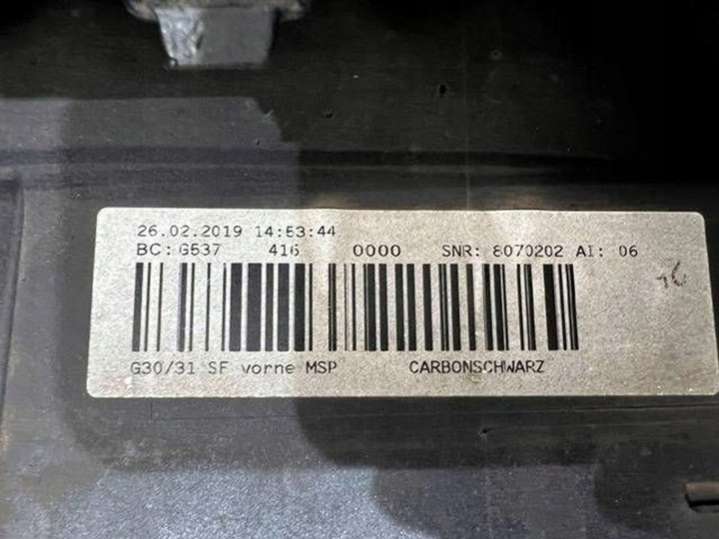 26.02.2019 14:53:44
BC: G537 416 0000 SNR: 8070202 AI: 06
G30/31 SF vorne MSP CARBONSCHWARZ